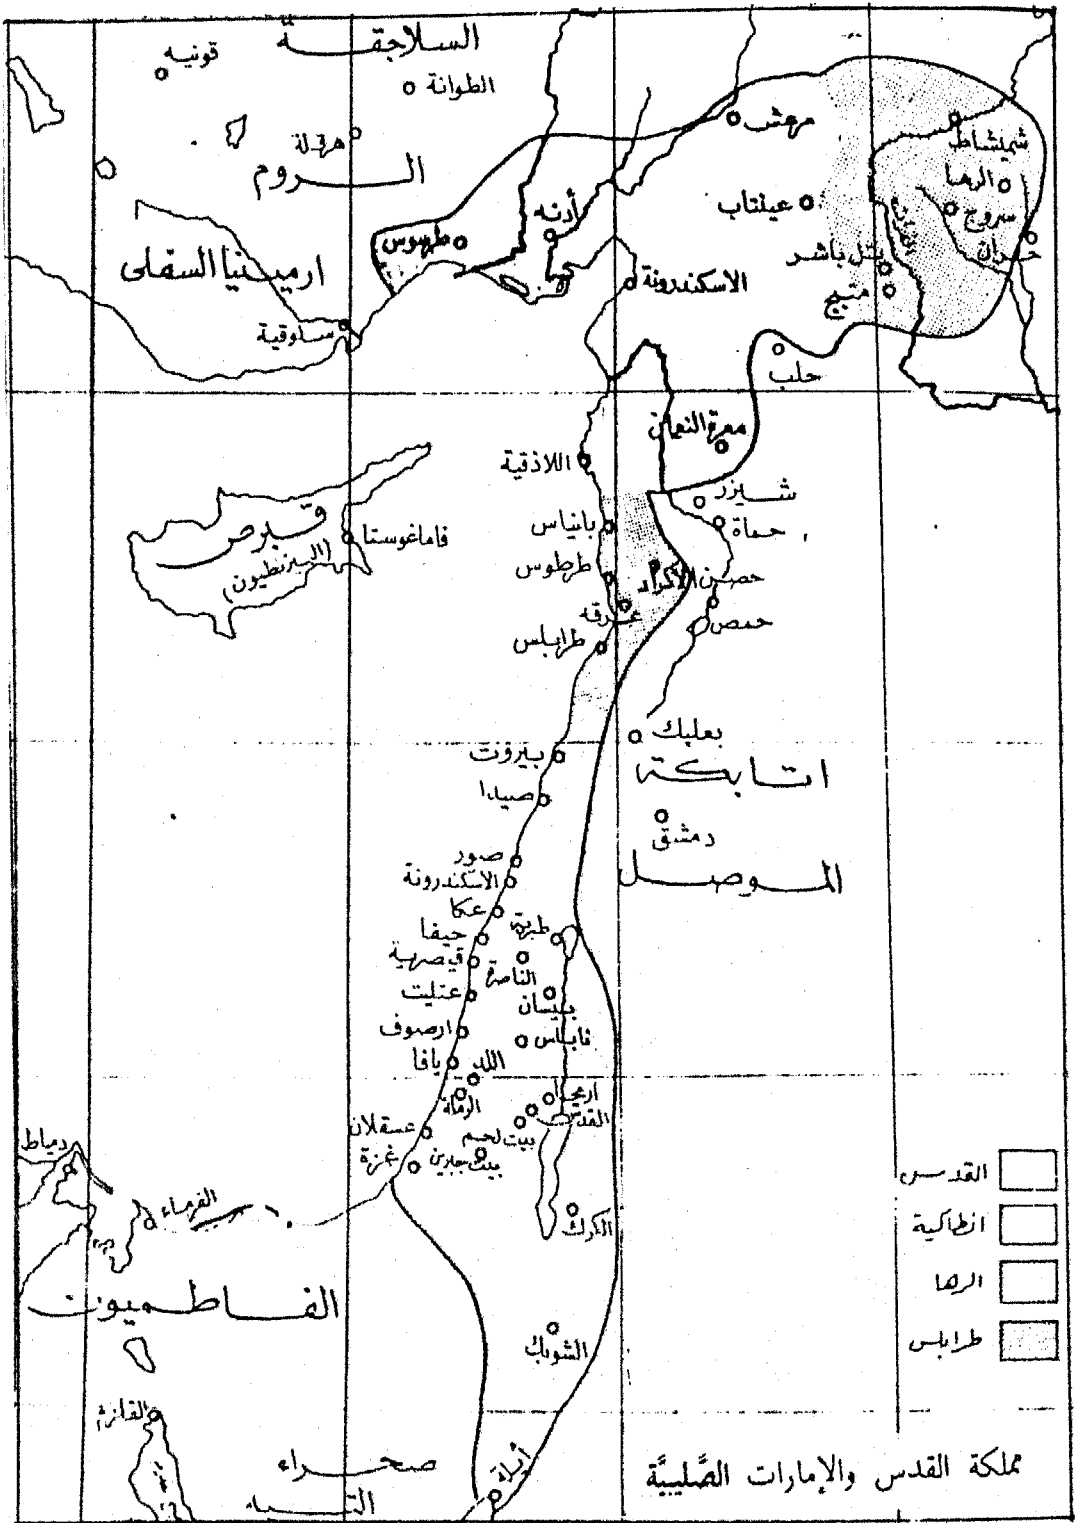 السلاجقة
قونيه
الطوانة
هرقلة
الروم
مرعش
شميشاط
الرها
سروج
حران
عينتاب
الفرات
تل باشر
منبج
أدنه
طرسوس
ارمينيا السفلى
الاسكندرونة
سلوقية
حلب
معرة النعمان
اللاذقية
شيزر
حماة
قبرص
(البيزنطيون)
فاماغوستا
بانياس
طرطوس
حصن الأكراد
عرقه
حمص
طرابلس
بعلبك
بيروت
اتابكة
صيدا
دمشق
صور
الموصل
الاسكندرونة
عكا
طبرية
حيفا
قيصرية
الناصرة
عتليت
بيسان
ارصوف
نابلس
يافا
اللد
الرملة
اريحا
القدس
عسقلان
بيت لحم
غزة
بيت جبرين
دمياط
الفرماء
الكرك
القدس
انطاكية
الرها
طرابلس
الفاطميون
الشوبك
القلزم
صحراء
التيه
أيلة
مملكة القدس والإمارات الصَّليبيَّة